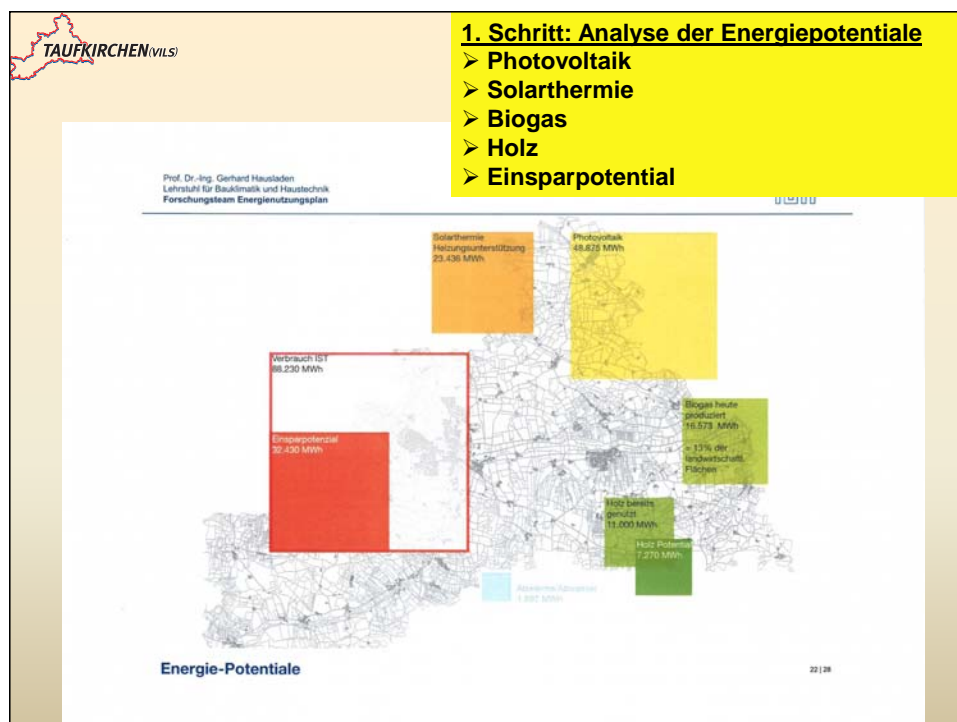 TAUFKIRCHEN (VILS)
1. Schritt: Analyse der Energiepotentiale
➢ Photovoltaik
➢ Solarthermie
➢ Biogas
➢ Holz
➢ Einsparpotential
Prof. Dr.-Ing. Gerhard Hausladen
Lehrstuhl für Bauklimatik und Haustechnik
Forschungsteam Energienutzungsplan
Solarthermie
Heizungsunterstützung
23.436 MWh
Photovoltaik
48.675 MWh
Verbrauch IST
88.230 MWh
Einsparpotenzial
32.430 MWh
Biogas heute
produziert
16.573 MWh
= 13% der
landwirtschaftl.
Flächen
Holz bereits
genutzt
11.000 MWh
Holz Potential
7.270 MWh
MWh
Energie-Potentiale
22 | 28